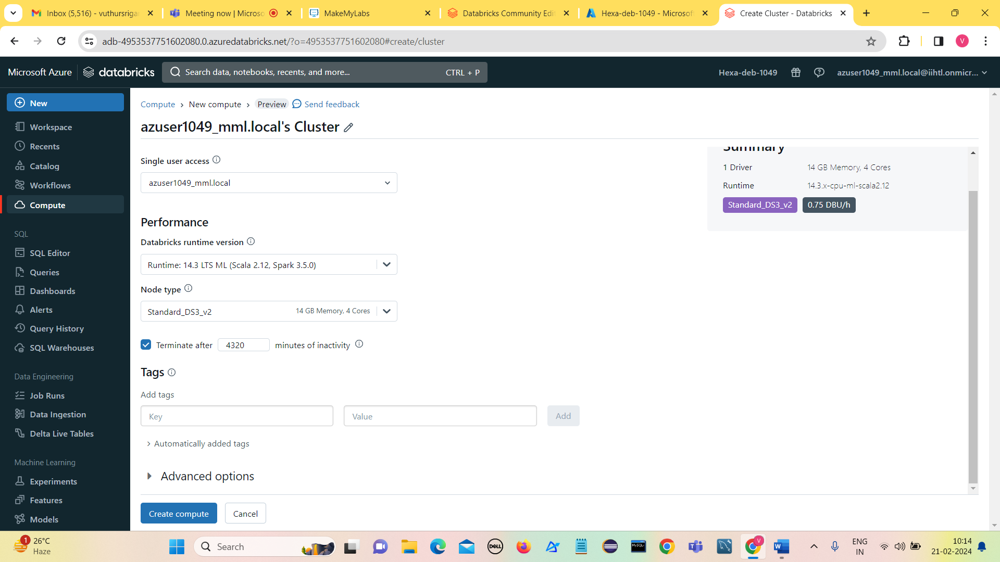 Inbox (5,516) - vuthursrigar
Meeting now | Microso
MakeMyLabs
Databricks Community Edit
Hexa-deb-1049 - Microsoft
Create Cluster - Databricks
adb-4953537751602080.0.azuredatabricks.net/?o=4953537751602080#create/cluster
V
Microsoft Azure
databricks
Search data, notebooks, recents, and more...
CTRL + P
Hexa-deb-1049
azuser1049_mml.local@iihtl.onmicr...
New
Workspace
Recents
Catalog
Workflows
Compute
SQL
SQL Editor
Queries
Dashboards
Alerts
Query History
SQL Warehouses
Data Engineering
Job Runs
Data Ingestion
Delta Live Tables
Machine Learning
Experiments
Features
Models
Compute › New compute › Preview Send feedback
azuser1049_mml.local's Cluster
Single user access
azuser1049_mml.local
Performance
Databricks runtime version
Runtime: 14.3 LTS ML (Scala 2.12, Spark 3.5.0)
Node type
Standard_DS3_v2 14 GB Memory, 4 Cores
Terminate after 4320 minutes of inactivity
Tags
Add tags
Key
Value
Add
Automatically added tags
Advanced options
Create compute
Cancel
Summary
1 Driver 14 GB Memory, 4 Cores
Runtime 14.3.x-cpu-ml-scala2.12
Standard_DS3_v2
0.75 DBU/h
1
26°C
Haze
Search
DELL
MySQL
V
W
ENG
IN
10:14
21-02-2024